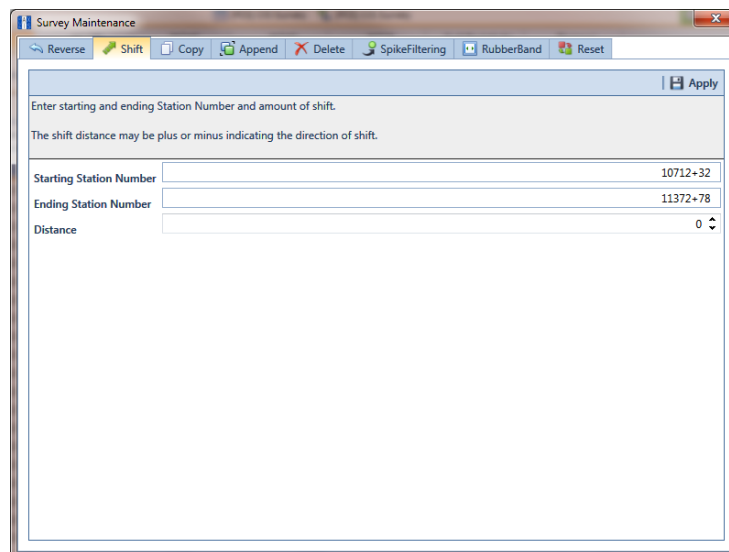 Survey Maintenance
Reverse Shift Copy Append Delete SpikeFiltering RubberBand Reset
Apply
Enter starting and ending Station Number and amount of shift.
The shift distance may be plus or minus indicating the direction of shift.
Starting Station Number 10712+32
Ending Station Number 11372+78
Distance 0